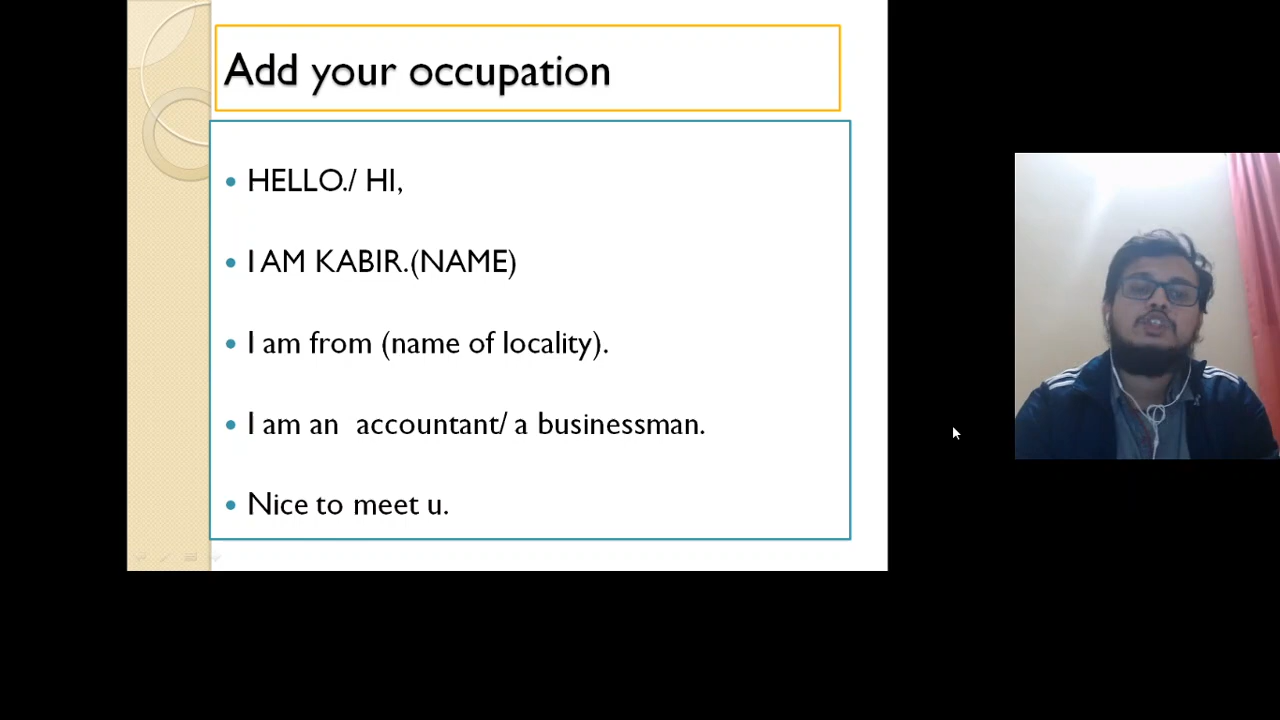 Add your occupation
HELLO./ HI,
I AM KABIR.(NAME)
I am from (name of locality).
I am an  accountant/ a businessman.
Nice to meet u.